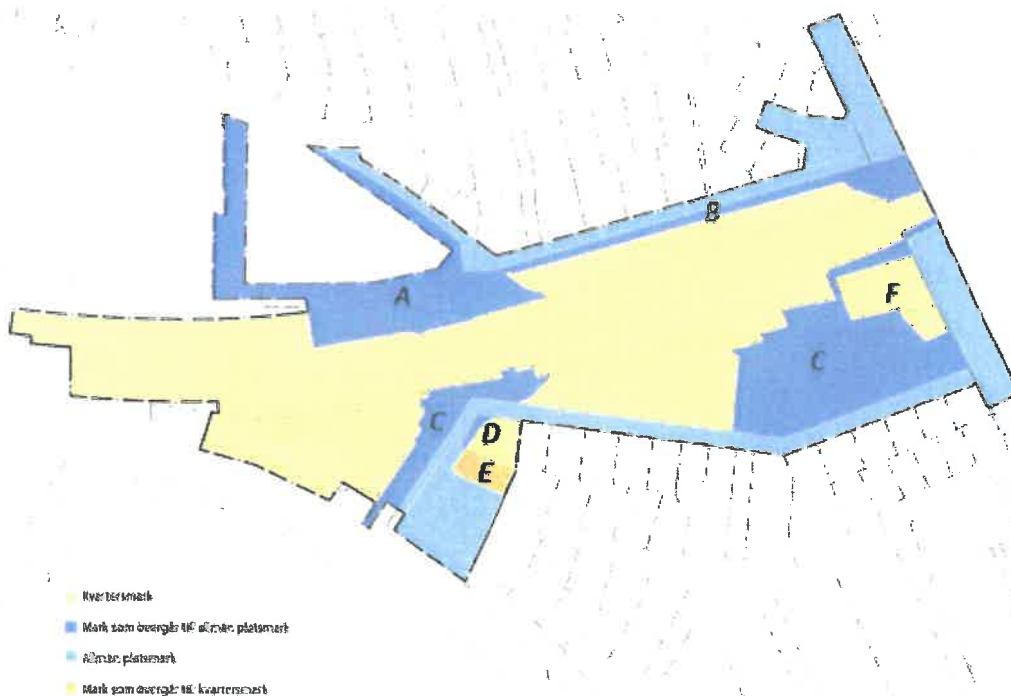 A
B
C
F
C
D
E
Kvartersmark
Mark som övergår till allmän platsmark
Allmän platsmark
Mark som övergår till kvartersmark